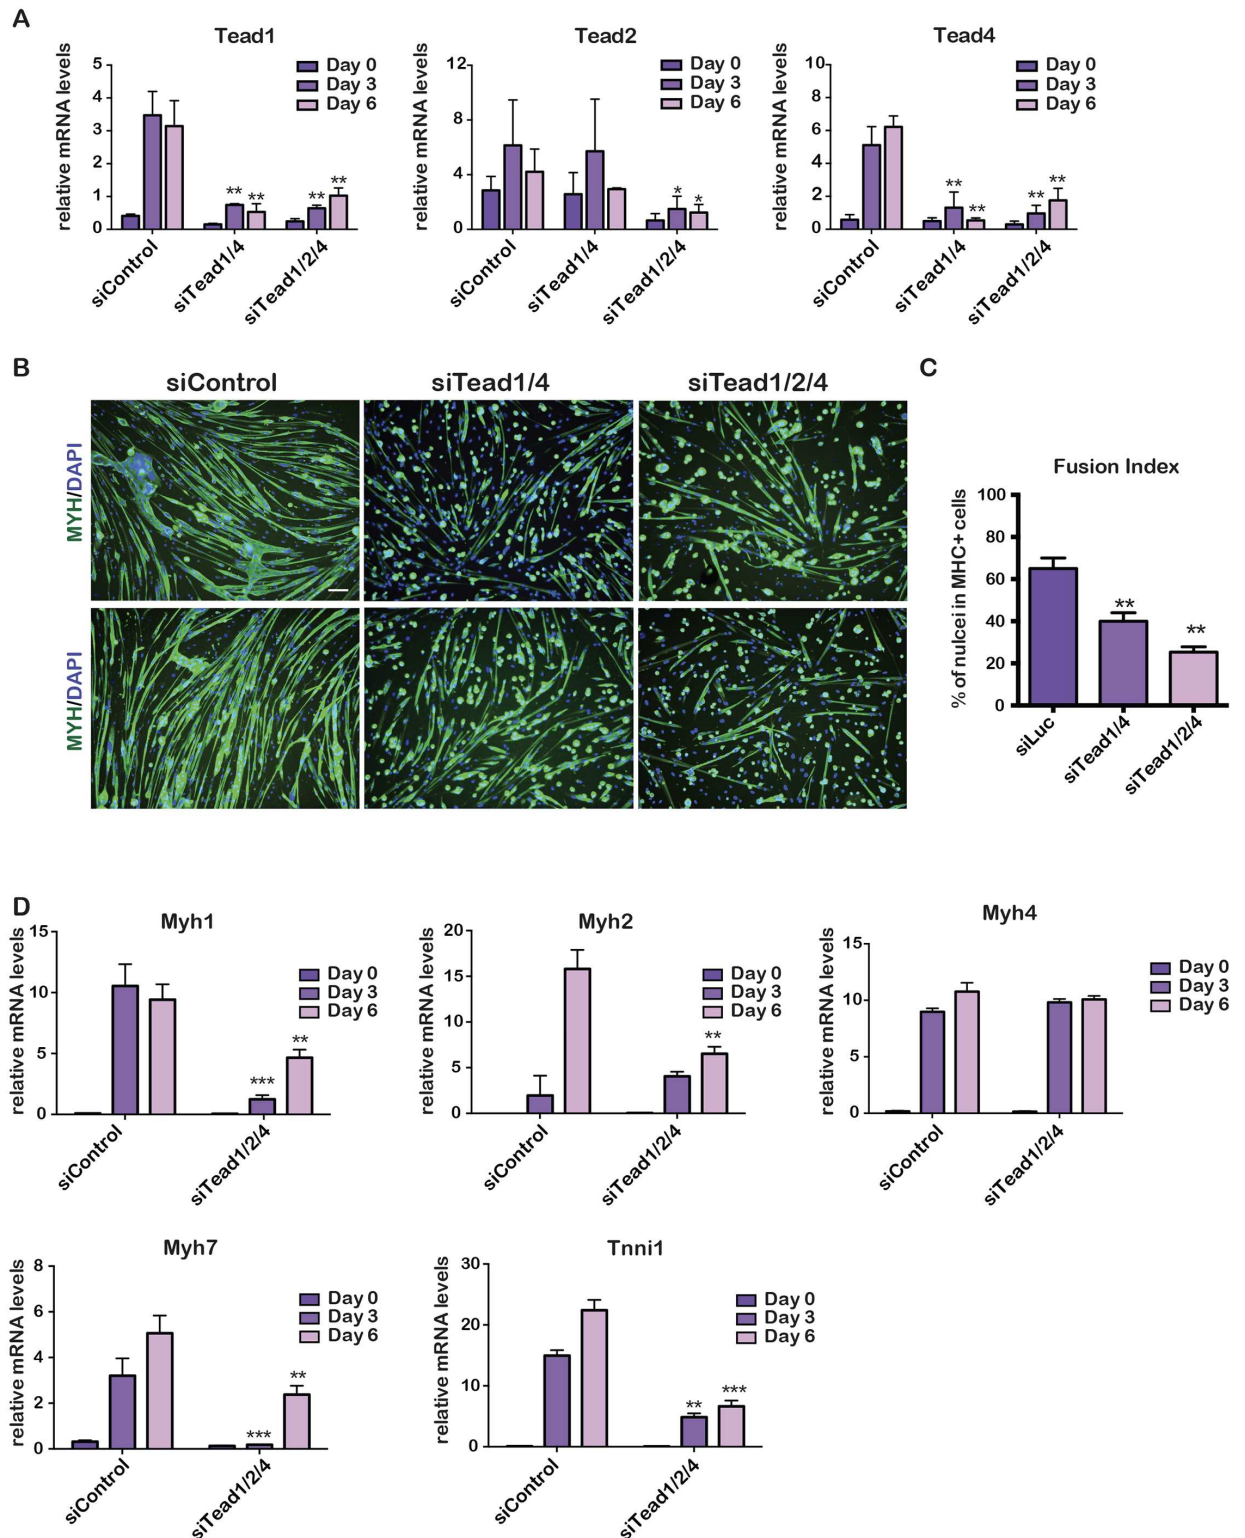 A
Tead1
relative mRNA levels
5
4
3
2
1
0
Day 0
Day 3
Day 6
**
**
**
**
siControl
siTead1/4
siTead1/2/4
Tead2
relative mRNA levels
12
8
4
0
Day 0
Day 3
Day 6
*
*
siControl
siTead1/4
siTead1/2/4
Tead4
relative mRNA levels
10
8
6
4
2
0
Day 0
Day 3
Day 6
**
**
**
**
siControl
siTead1/4
siTead1/2/4
B
siControl
siTead1/4
siTead1/2/4
MYH/DAPI
MYH/DAPI
C
Fusion Index
% of nulcei in MHC+ cells
100
80
60
40
20
0
**
**
siLuc
siTead1/4
siTead1/2/4
D
Myh1
relative mRNA levels
15
10
5
0
Day 0
Day 3
Day 6
***
**
siControl
siTead1/2/4
Myh2
relative mRNA levels
20
15
10
5
0
Day 0
Day 3
Day 6
**
siControl
siTead1/2/4
Myh4
relative mRNA levels
15
10
5
0
Day 0
Day 3
Day 6
siControl
siTead1/2/4
Myh7
relative mRNA levels
8
6
4
2
0
Day 0
Day 3
Day 6
***
**
siControl
siTead1/2/4
Tnni1
relative mRNA levels
30
20
10
0
Day 0
Day 3
Day 6
**
***
siControl
siTead1/2/4